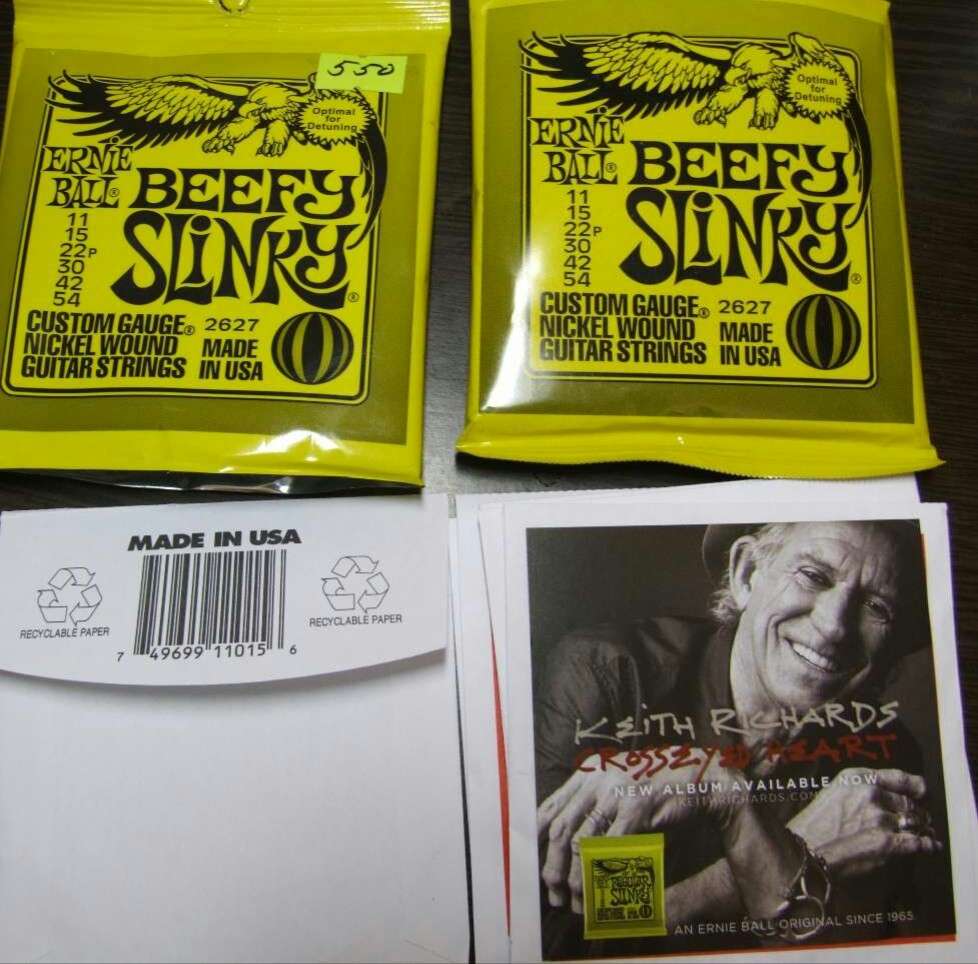 550
Optimal
for
Detuning
ERNIE
BALL®
BEEFY
SLINKY®
11
15
22P
30
42
54
CUSTOM GAUGE®
NICKEL WOUND
GUITAR STRINGS
2627
MADE
IN USA
Optimal
for
Detuning
ERNIE
BALL®
BEEFY
SLINKY®
11
15
22P
30
42
54
CUSTOM GAUGE®
NICKEL WOUND
GUITAR STRINGS
2627
MADE
IN USA
MADE IN USA
RECYCLABLE PAPER
RECYCLABLE PAPER
7 49699 11015 6
KEITH RICHARDS
CROSSEYED HEART
NEW ALBUM AVAILABLE NOW
KEITHRICHARDS.COM
REGULAR
SLINKY
AN ERNIE BALL ORIGINAL SINCE 1965